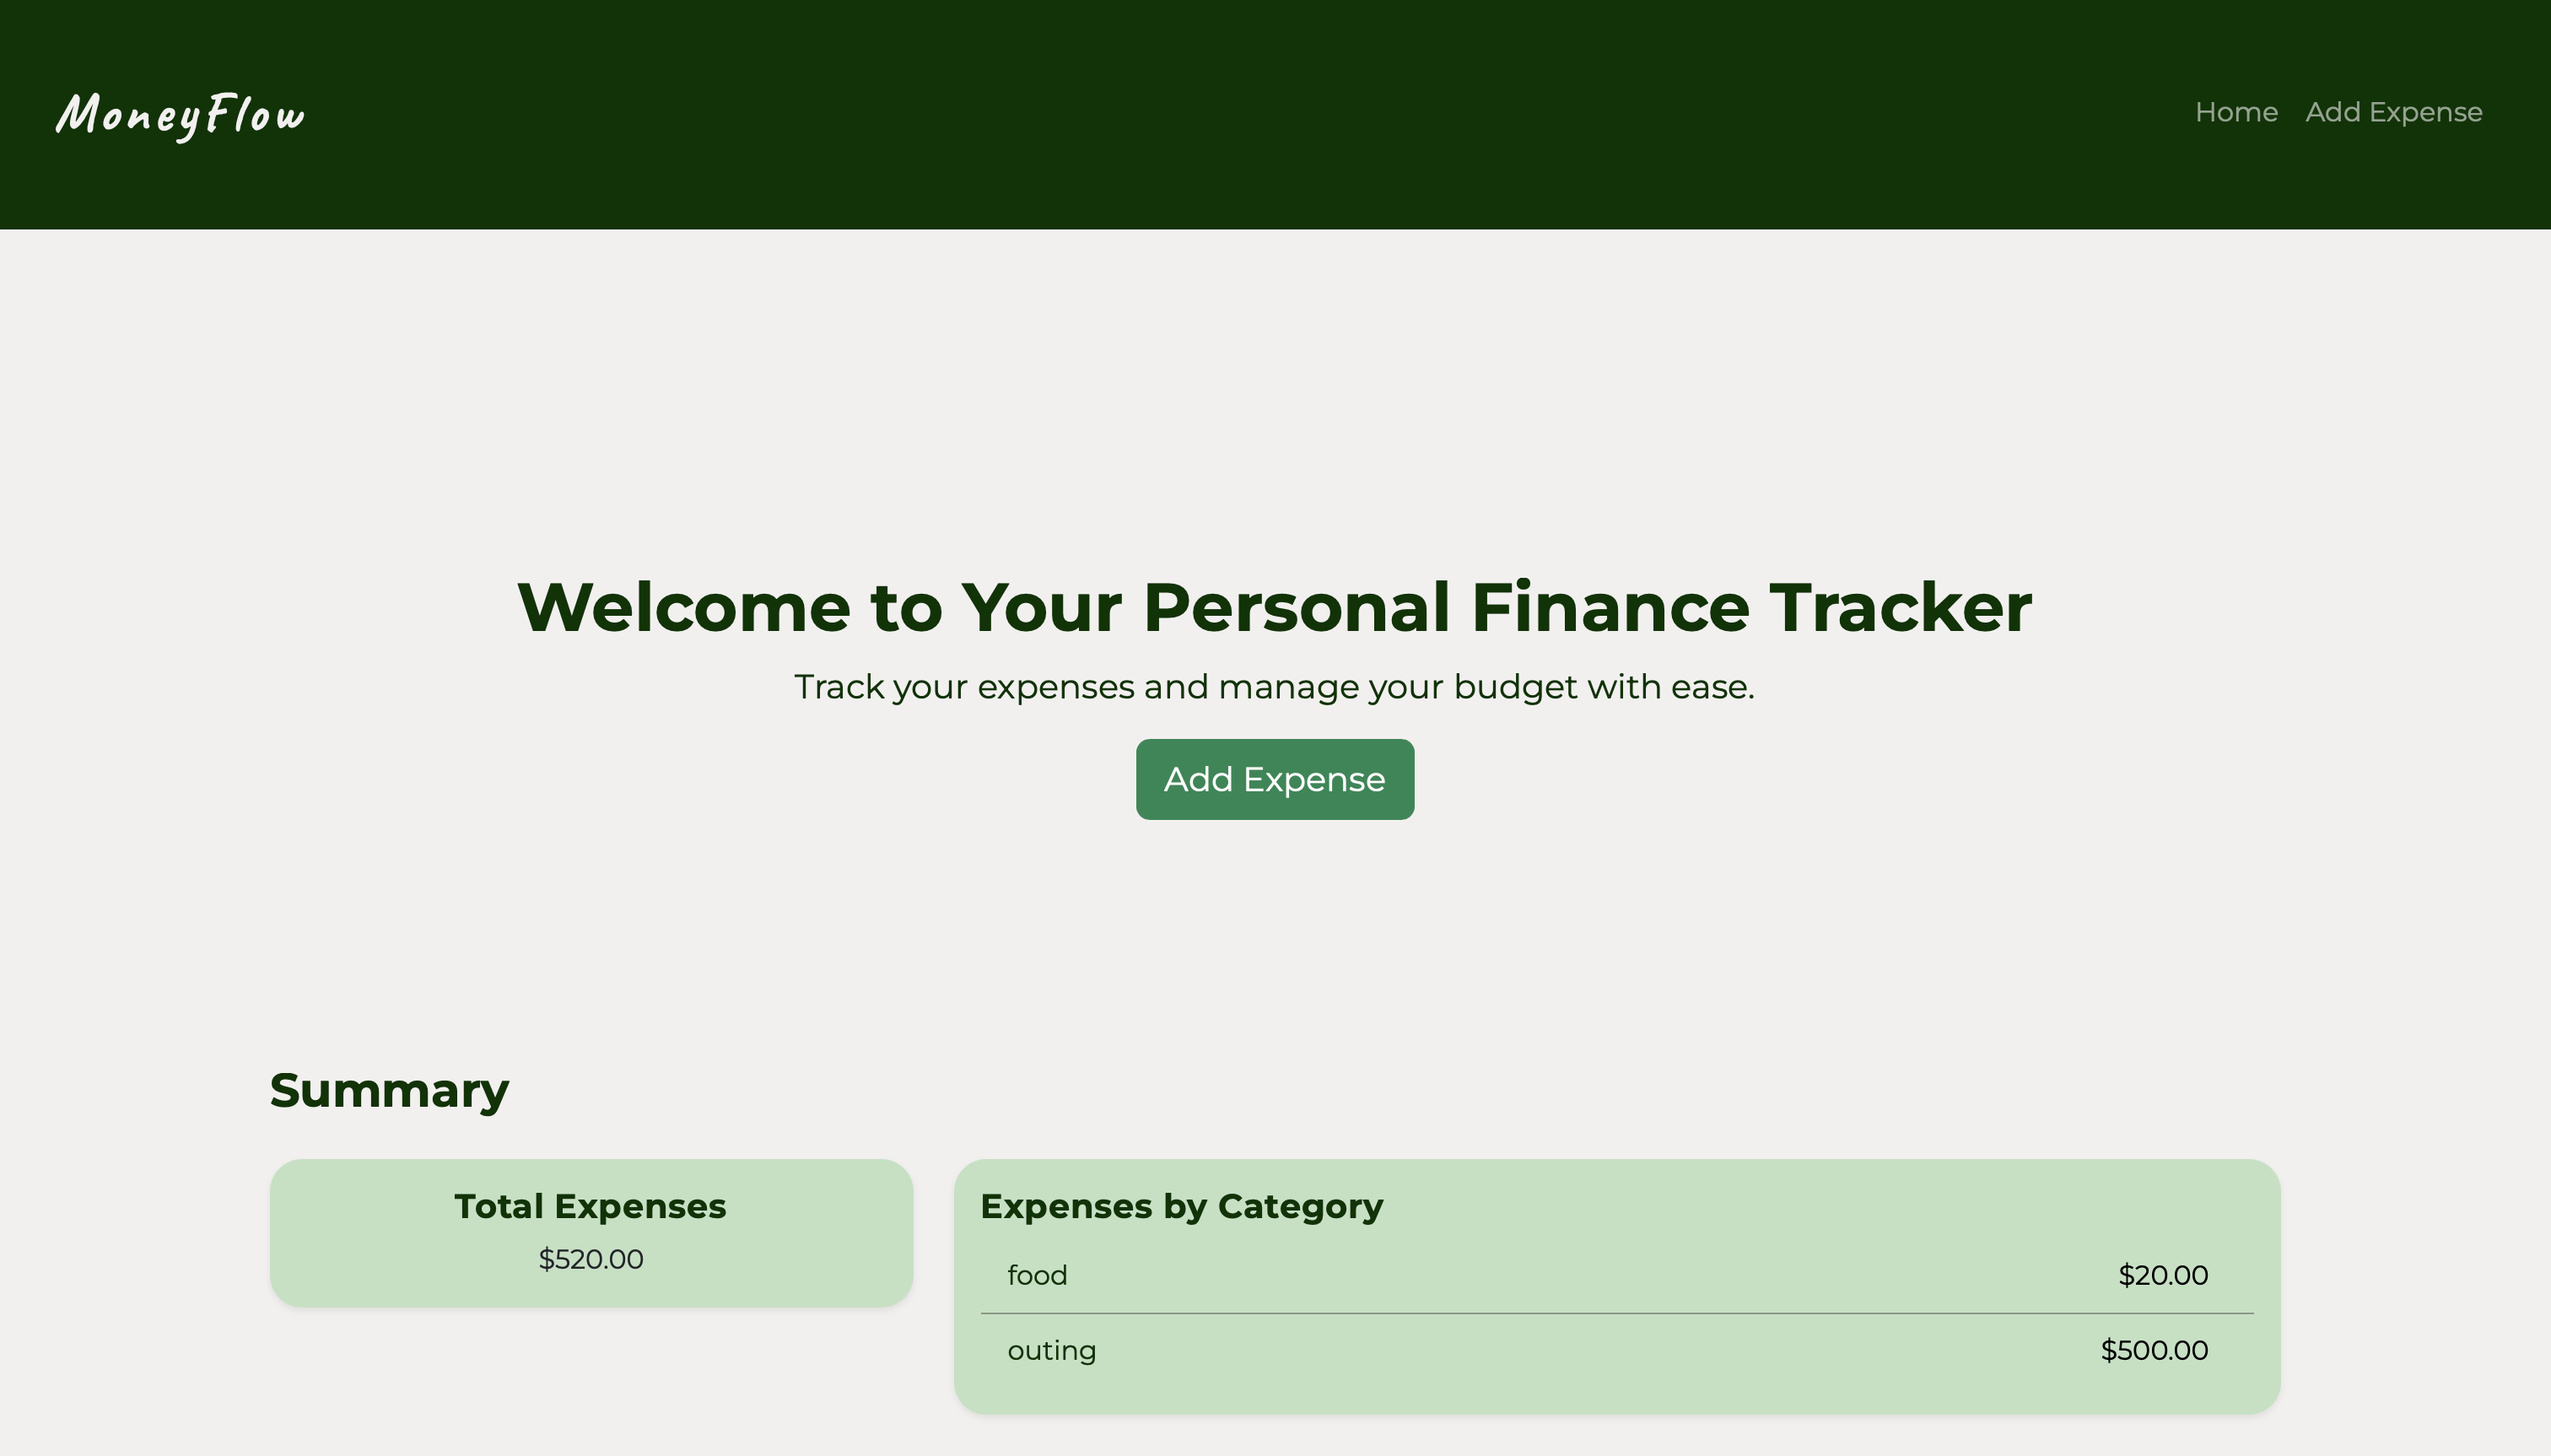 MoneyFlow
Home Add Expense
Welcome to Your Personal Finance Tracker
Track your expenses and manage your budget with ease.
Add Expense
Summary
Total Expenses
$520.00
Expenses by Category
food $20.00
outing $500.00